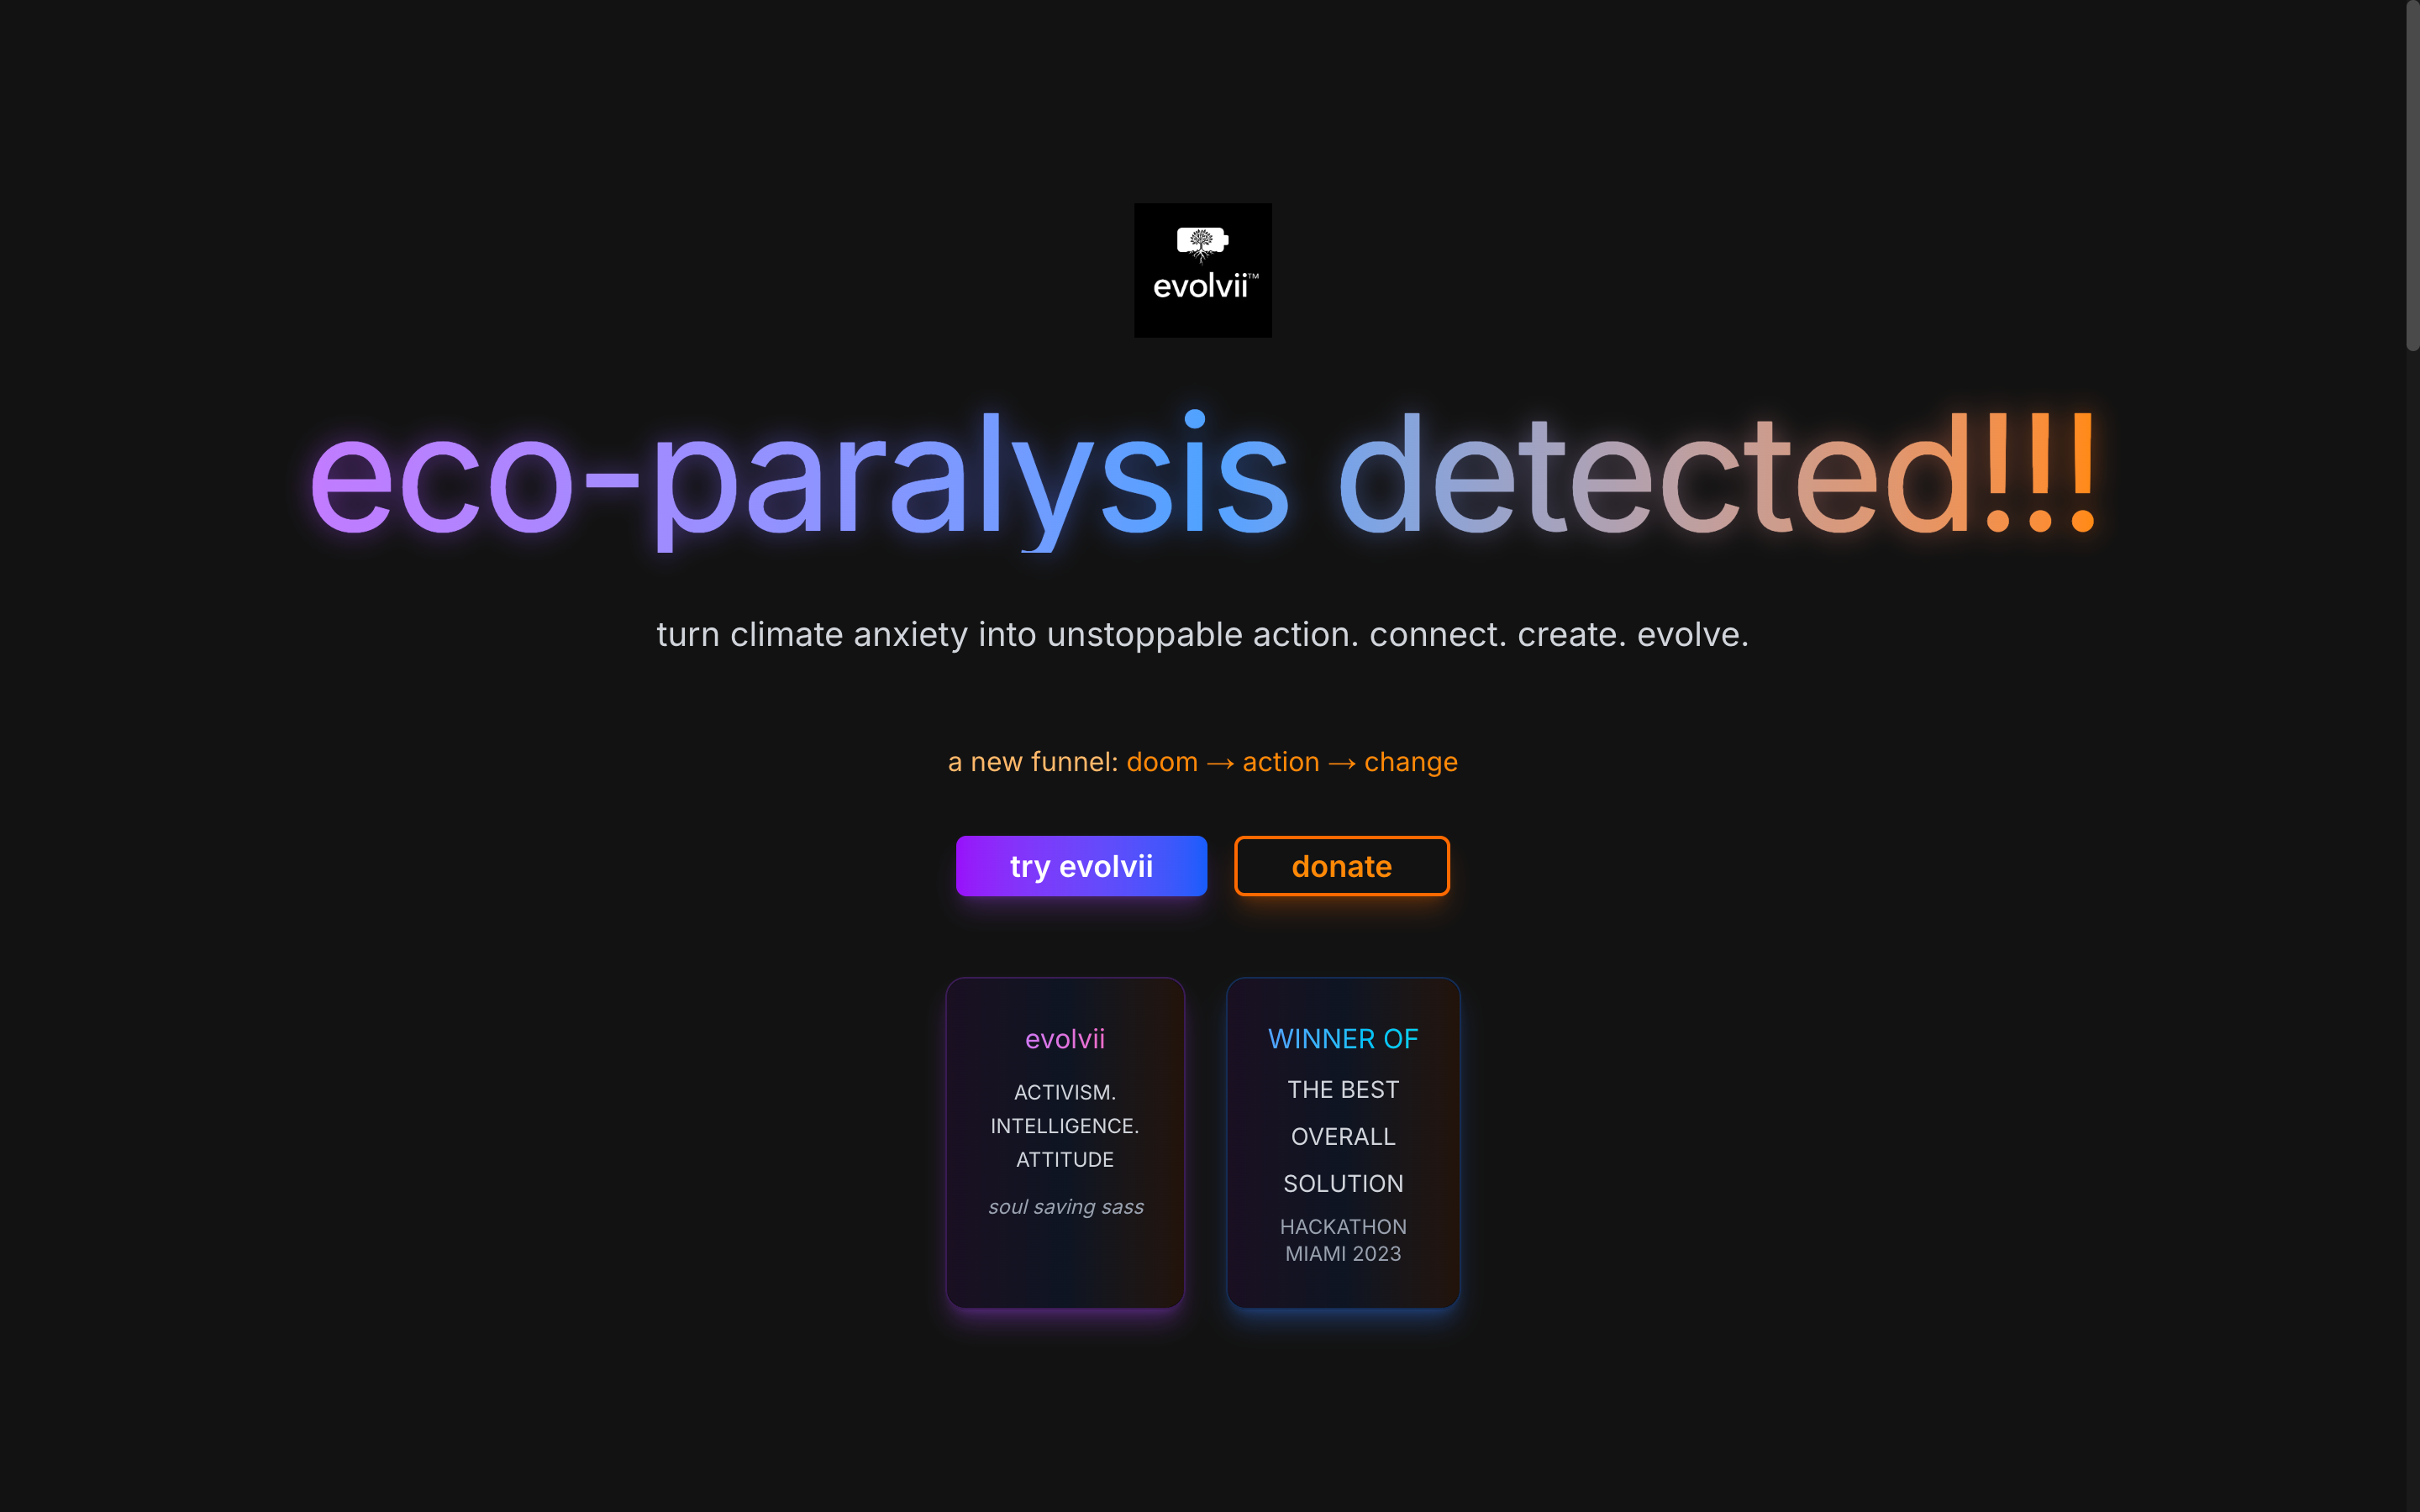 evolvii™
eco-paralysis detected!!!
turn climate anxiety into unstoppable action. connect. create. evolve.
a new funnel: doom → action → change
try evolvii
donate
evolvii
ACTIVISM.
INTELLIGENCE.
ATTITUDE
soul saving sass
WINNER OF
THE BEST
OVERALL
SOLUTION
HACKATHON
MIAMI 2023